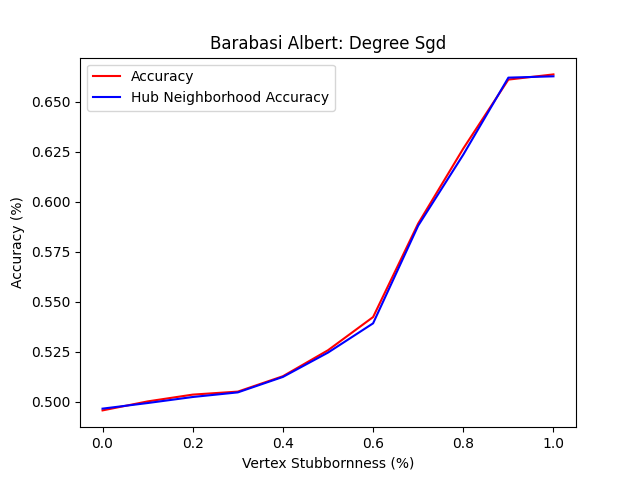 Barabasi Albert: Degree Sgd
Accuracy
Hub Neighborhood Accuracy
Accuracy (%)
0.650
0.625
0.600
0.575
0.550
0.525
0.500
0.0 0.2 0.4 0.6 0.8 1.0
Vertex Stubbornness (%)